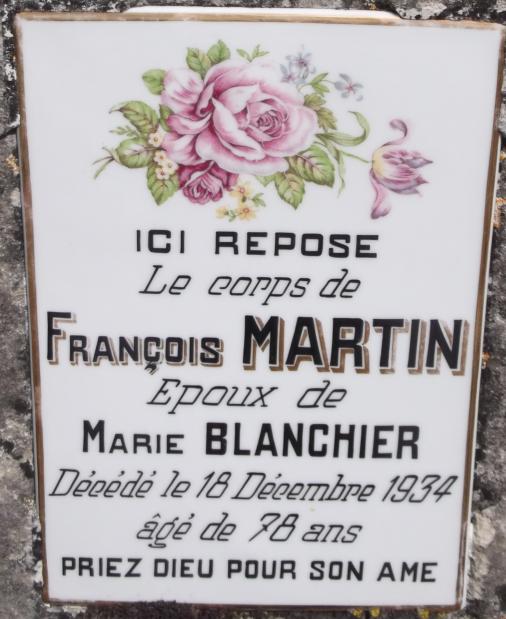 ICI REPOSE
Le corps de
François MARTIN
Epoux de
Marie BLANCHIER
Décédé le 18 Décembre 1934
âgé de 78 ans
PRIEZ DIEU POUR SON AME